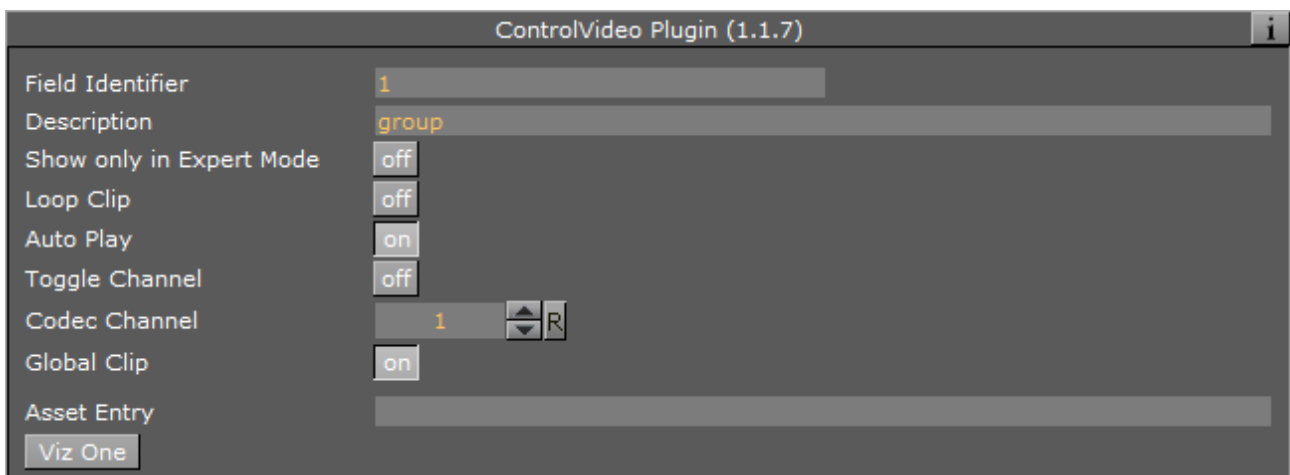 ControlVideo Plugin (1.1.7) i
Field Identifier 1
Description group
Show only in Expert Mode off
Loop Clip off
Auto Play on
Toggle Channel off
Codec Channel 1 R
Global Clip on
Asset Entry
Viz One